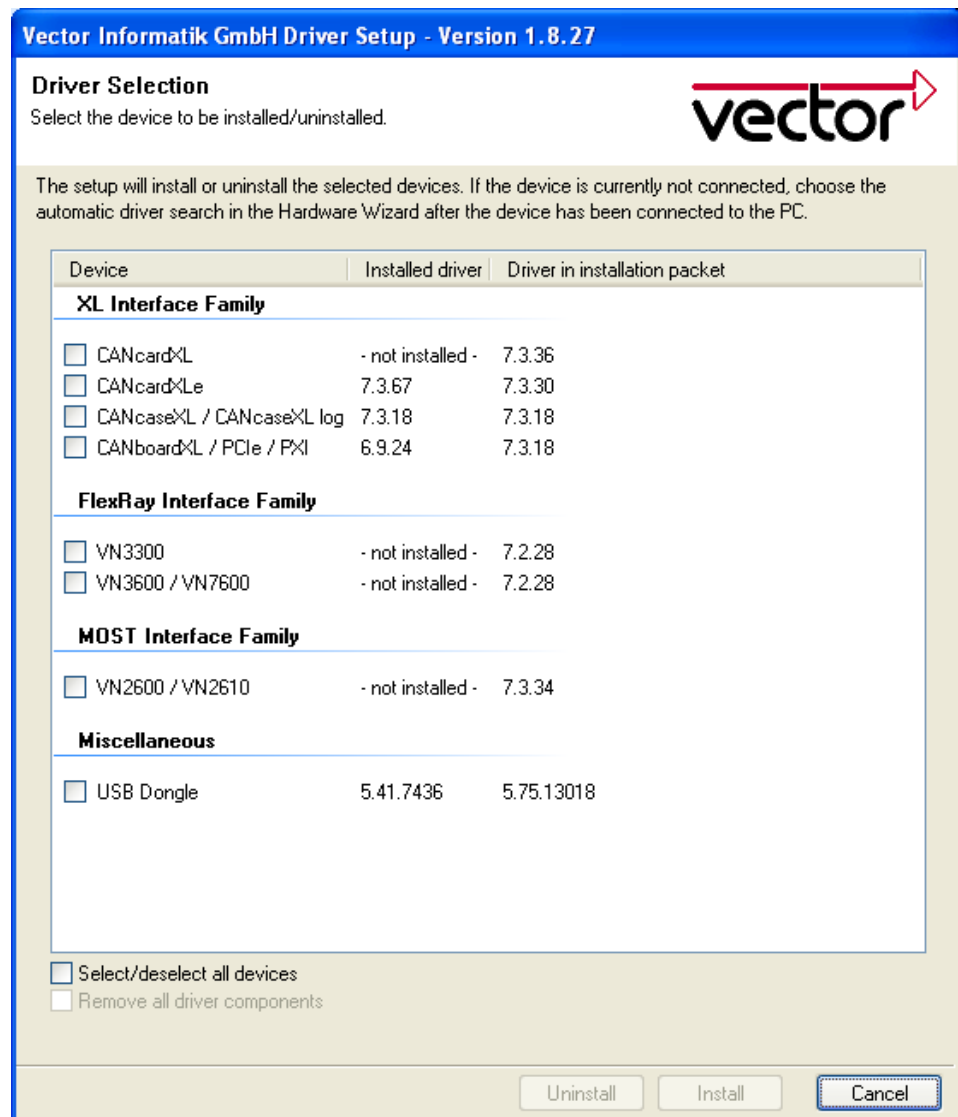 Vector Informatik GmbH Driver Setup - Version 1.8.27
Driver Selection
Select the device to be installed/uninstalled.
vector
The setup will install or uninstall the selected devices. If the device is currently not connected, choose the
automatic driver search in the Hardware Wizard after the device has been connected to the PC.
Device Installed driver Driver in installation packet
XL Interface Family
CANcardXL - not installed - 7.3.36
CANcardXLe 7.3.67 7.3.30
CANcaseXL / CANcaseXL log 7.3.18 7.3.18
CANboardXL / PCIe / PXI 6.9.24 7.3.18
FlexRay Interface Family
VN3300 - not installed - 7.2.28
VN3600 / VN7600 - not installed - 7.2.28
MOST Interface Family
VN2600 / VN2610 - not installed - 7.3.34
Miscellaneous
USB Dongle 5.41.7436 5.75.13018
Select/deselect all devices
Remove all driver components
Uninstall Install Cancel